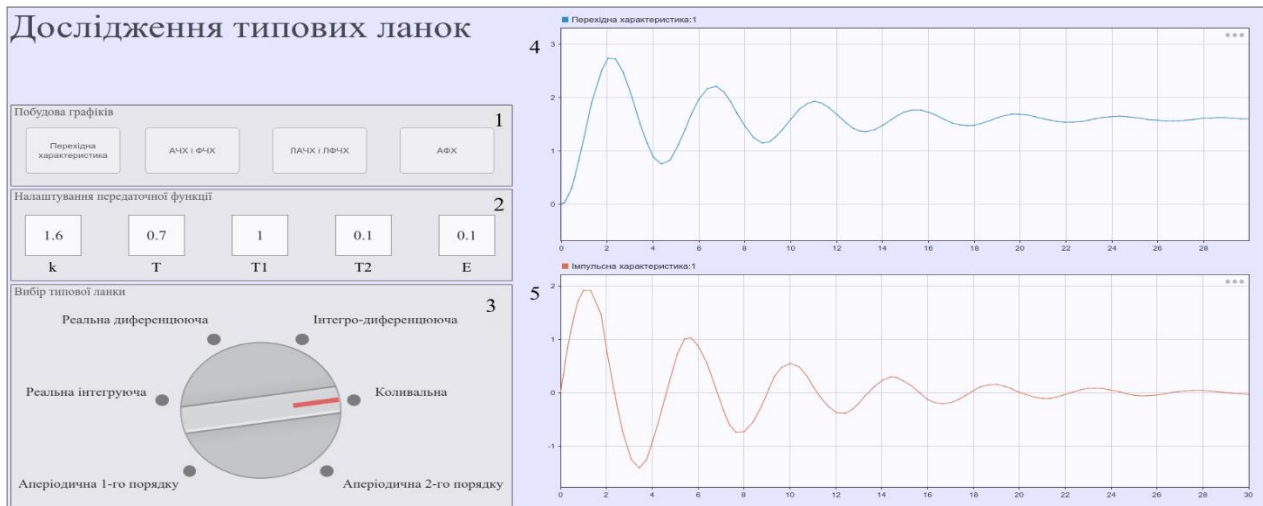 Дослідження типових ланок
Побудова графіків
1
Перехідна
характеристика
АЧХ і ФЧХ
ЛАЧХ і ЛФЧХ
АФХ
Налаштування передаточної функції
2
1.6 0.7 1 0.1 0.1
k T T1 T2 E
Вибір типової ланки
3
Реальна диференцююча
Інтегро-диференцююча
Реальна інтегруюча
Коливальна
Аперіодична 1-го порядку
Аперіодична 2-го порядку
4
Перехідна характеристика:1
3
2
1
0
0 2 4 6 8 10 12 14 16 18 20 22 24 26 28
5
Імпульсна характеристика:1
2
1
0
-1
0 2 4 6 8 10 12 14 16 18 20 22 24 26 28 30